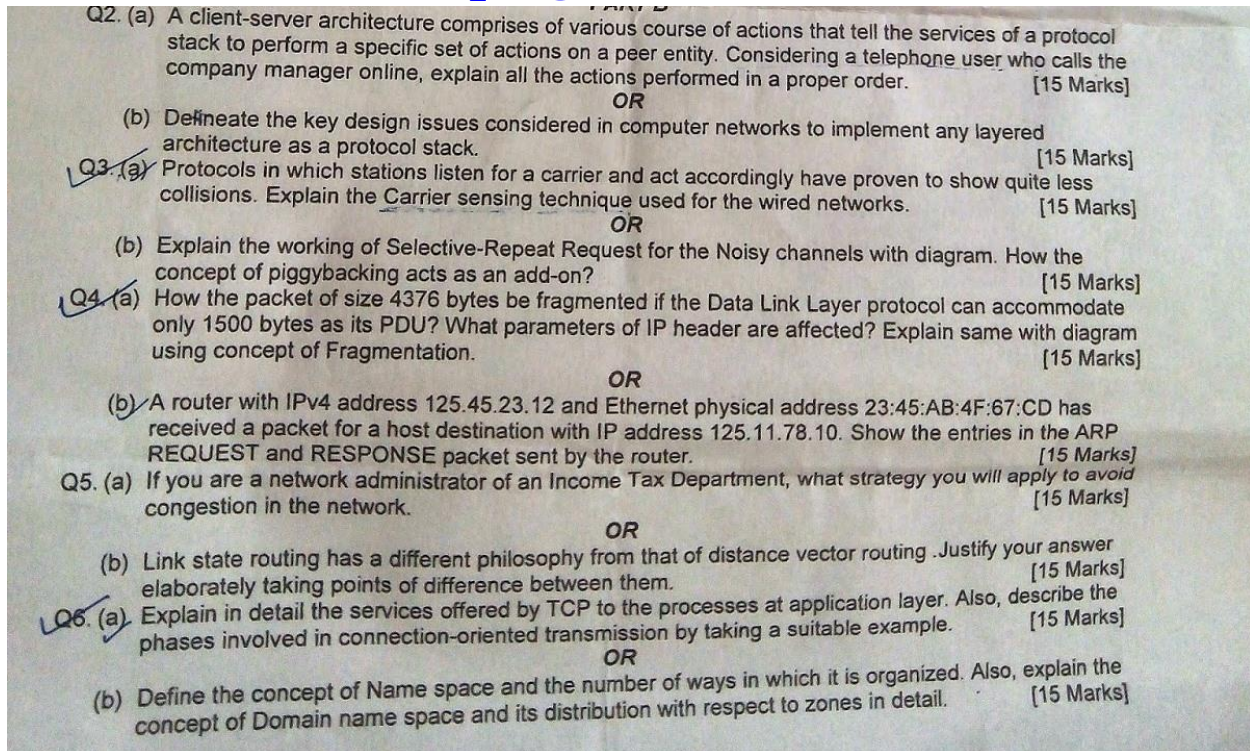 PART B
Q2. (a) A client-server architecture comprises of various course of actions that tell the services of a protocol
stack to perform a specific set of actions on a peer entity. Considering a telephone user who calls the
company manager online, explain all the actions performed in a proper order. [15 Marks]
OR
(b) Delineate the key design issues considered in computer networks to implement any layered
architecture as a protocol stack. [15 Marks]
Q3. (a) Protocols in which stations listen for a carrier and act accordingly have proven to show quite less
collisions. Explain the Carrier sensing technique used for the wired networks. [15 Marks]
OR
(b) Explain the working of Selective-Repeat Request for the Noisy channels with diagram. How the
concept of piggybacking acts as an add-on? [15 Marks]
Q4. (a) How the packet of size 4376 bytes be fragmented if the Data Link Layer protocol can accommodate
only 1500 bytes as its PDU? What parameters of IP header are affected? Explain same with diagram
using concept of Fragmentation. [15 Marks]
OR
(b) A router with IPv4 address 125.45.23.12 and Ethernet physical address 23:45:AB:4F:67:CD has
received a packet for a host destination with IP address 125.11.78.10. Show the entries in the ARP
REQUEST and RESPONSE packet sent by the router. [15 Marks]
Q5. (a) If you are a network administrator of an Income Tax Department, what strategy you will apply to avoid
congestion in the network. [15 Marks]
OR
(b) Link state routing has a different philosophy from that of distance vector routing .Justify your answer
elaborately taking points of difference between them. [15 Marks]
Q6. (a) Explain in detail the services offered by TCP to the processes at application layer. Also, describe the
phases involved in connection-oriented transmission by taking a suitable example. [15 Marks]
OR
(b) Define the concept of Name space and the number of ways in which it is organized. Also, explain the
concept of Domain name space and its distribution with respect to zones in detail. [15 Marks]